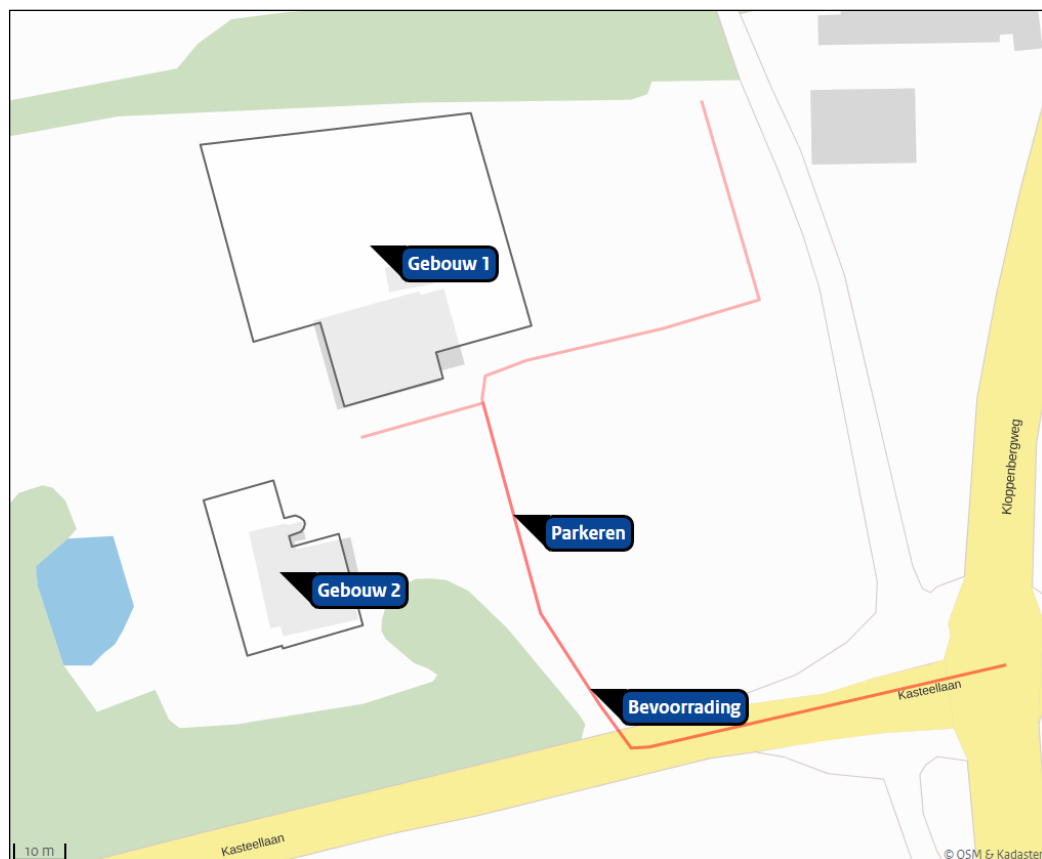 Gebouw 1
Kloppenbergweg
Parkeren
Gebouw 2
Kasteellaan
Bevoorrading
Kasteellaan
10 m
© OSM & Kadaster